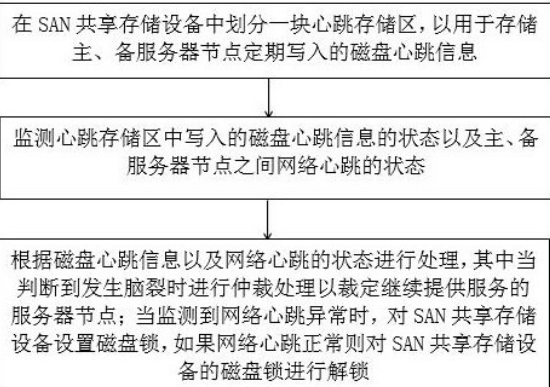 在 SAN 共享存储设备中划分一块心跳存储区，以用于存储
主、备服务器节点定期写入的磁盘心跳信息
监测心跳存储区中写入的磁盘心跳信息的状态以及主、备
服务器节点之间网络心跳的状态
根据磁盘心跳信息以及网络心跳的状态进行处理，其中当
判断到发生脑裂时进行仲裁处理以裁定继续提供服务的
服务器节点；当监测到网络心跳异常时，对 SAN 共享存储
设备设置磁盘锁，如果网络心跳正常则对 SAN 共享存储设
备的磁盘锁进行解锁